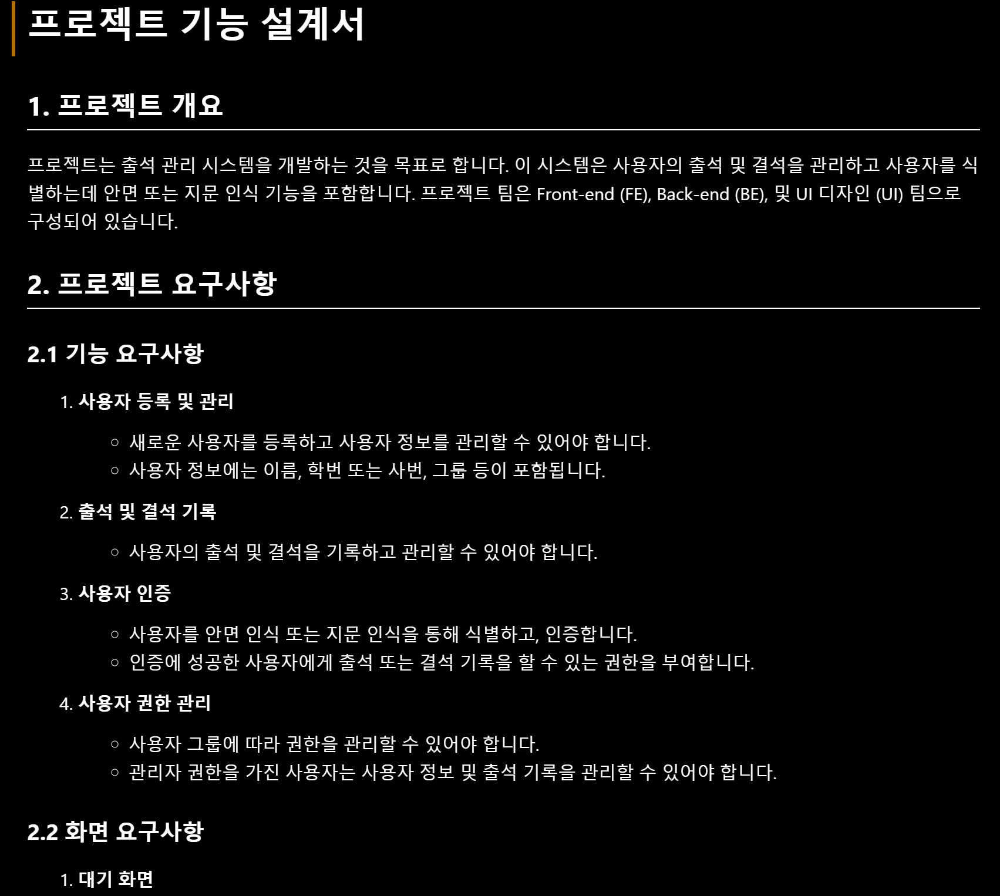 프로젝트 기능 설계서
1. 프로젝트 개요
프로젝트는 출석 관리 시스템을 개발하는 것을 목표로 합니다. 이 시스템은 사용자의 출석 및 결석을 관리하고 사용자를 식
별하는데 안면 또는 지문 인식 기능을 포함합니다. 프로젝트 팀은 Front-end (FE), Back-end (BE), 및 UI 디자인 (UI) 팀으로
구성되어 있습니다.
2. 프로젝트 요구사항
2.1 기능 요구사항
1. 사용자 등록 및 관리
○ 새로운 사용자를 등록하고 사용자 정보를 관리할 수 있어야 합니다.
○ 사용자 정보에는 이름, 학번 또는 사번, 그룹 등이 포함됩니다.
2. 출석 및 결석 기록
○ 사용자의 출석 및 결석을 기록하고 관리할 수 있어야 합니다.
3. 사용자 인증
○ 사용자를 안면 인식 또는 지문 인식을 통해 식별하고, 인증합니다.
○ 인증에 성공한 사용자에게 출석 또는 결석 기록을 할 수 있는 권한을 부여합니다.
4. 사용자 권한 관리
○ 사용자 그룹에 따라 권한을 관리할 수 있어야 합니다.
○ 관리자 권한을 가진 사용자는 사용자 정보 및 출석 기록을 관리할 수 있어야 합니다.
2.2 화면 요구사항
1. 대기 화면